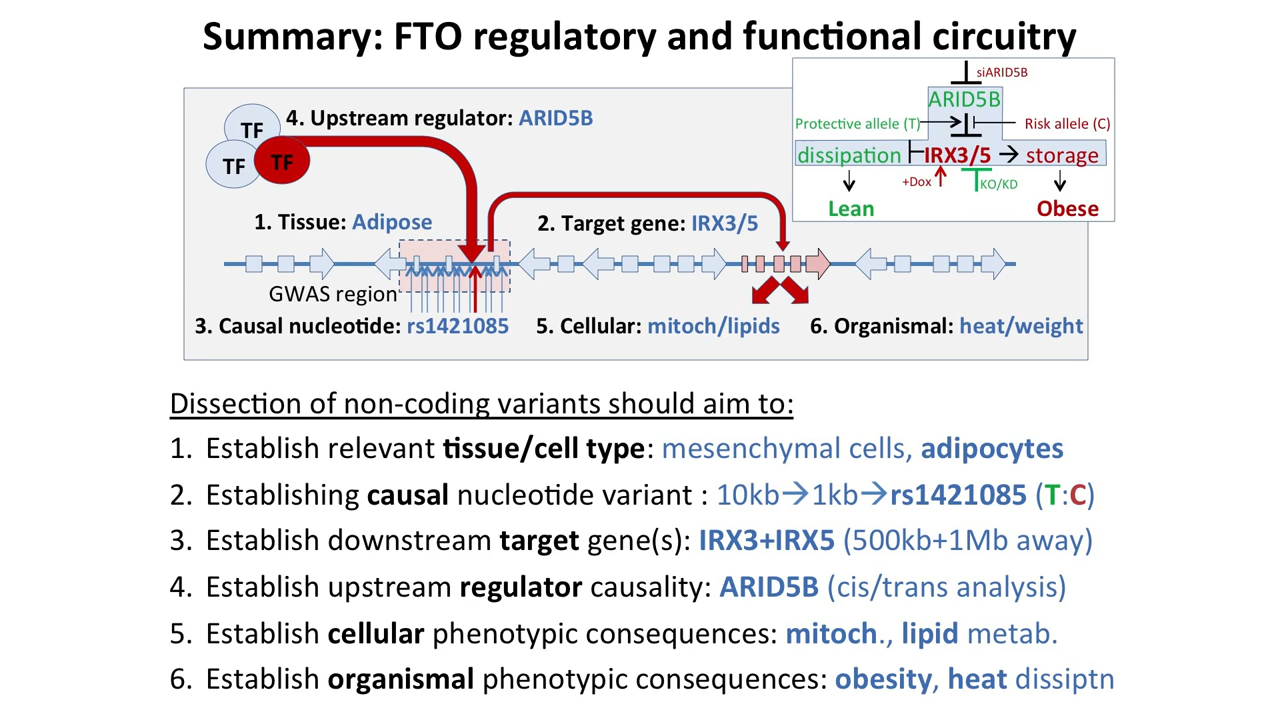 Summary: FTO regulatory and functional circuitry
siARID5B
ARID5B
Protective allele (T)
Risk allele (C)
dissipation
IRX3/5
storage
+Dox
KO/KD
Lean
Obese
TF
TF
TF
4. Upstream regulator: ARID5B
1. Tissue: Adipose
2. Target gene: IRX3/5
GWAS region
3. Causal nucleotide: rs1421085
5. Cellular: mitoch/lipids
6. Organismal: heat/weight
Dissection of non-coding variants should aim to:
1. Establish relevant tissue/cell type: mesenchymal cells, adipocytes
2. Establishing causal nucleotide variant : 10kb→1kb→rs1421085 (T:C)
3. Establish downstream target gene(s): IRX3+IRX5 (500kb+1Mb away)
4. Establish upstream regulator causality: ARID5B (cis/trans analysis)
5. Establish cellular phenotypic consequences: mitoch., lipid metab.
6. Establish organismal phenotypic consequences: obesity, heat dissiptn